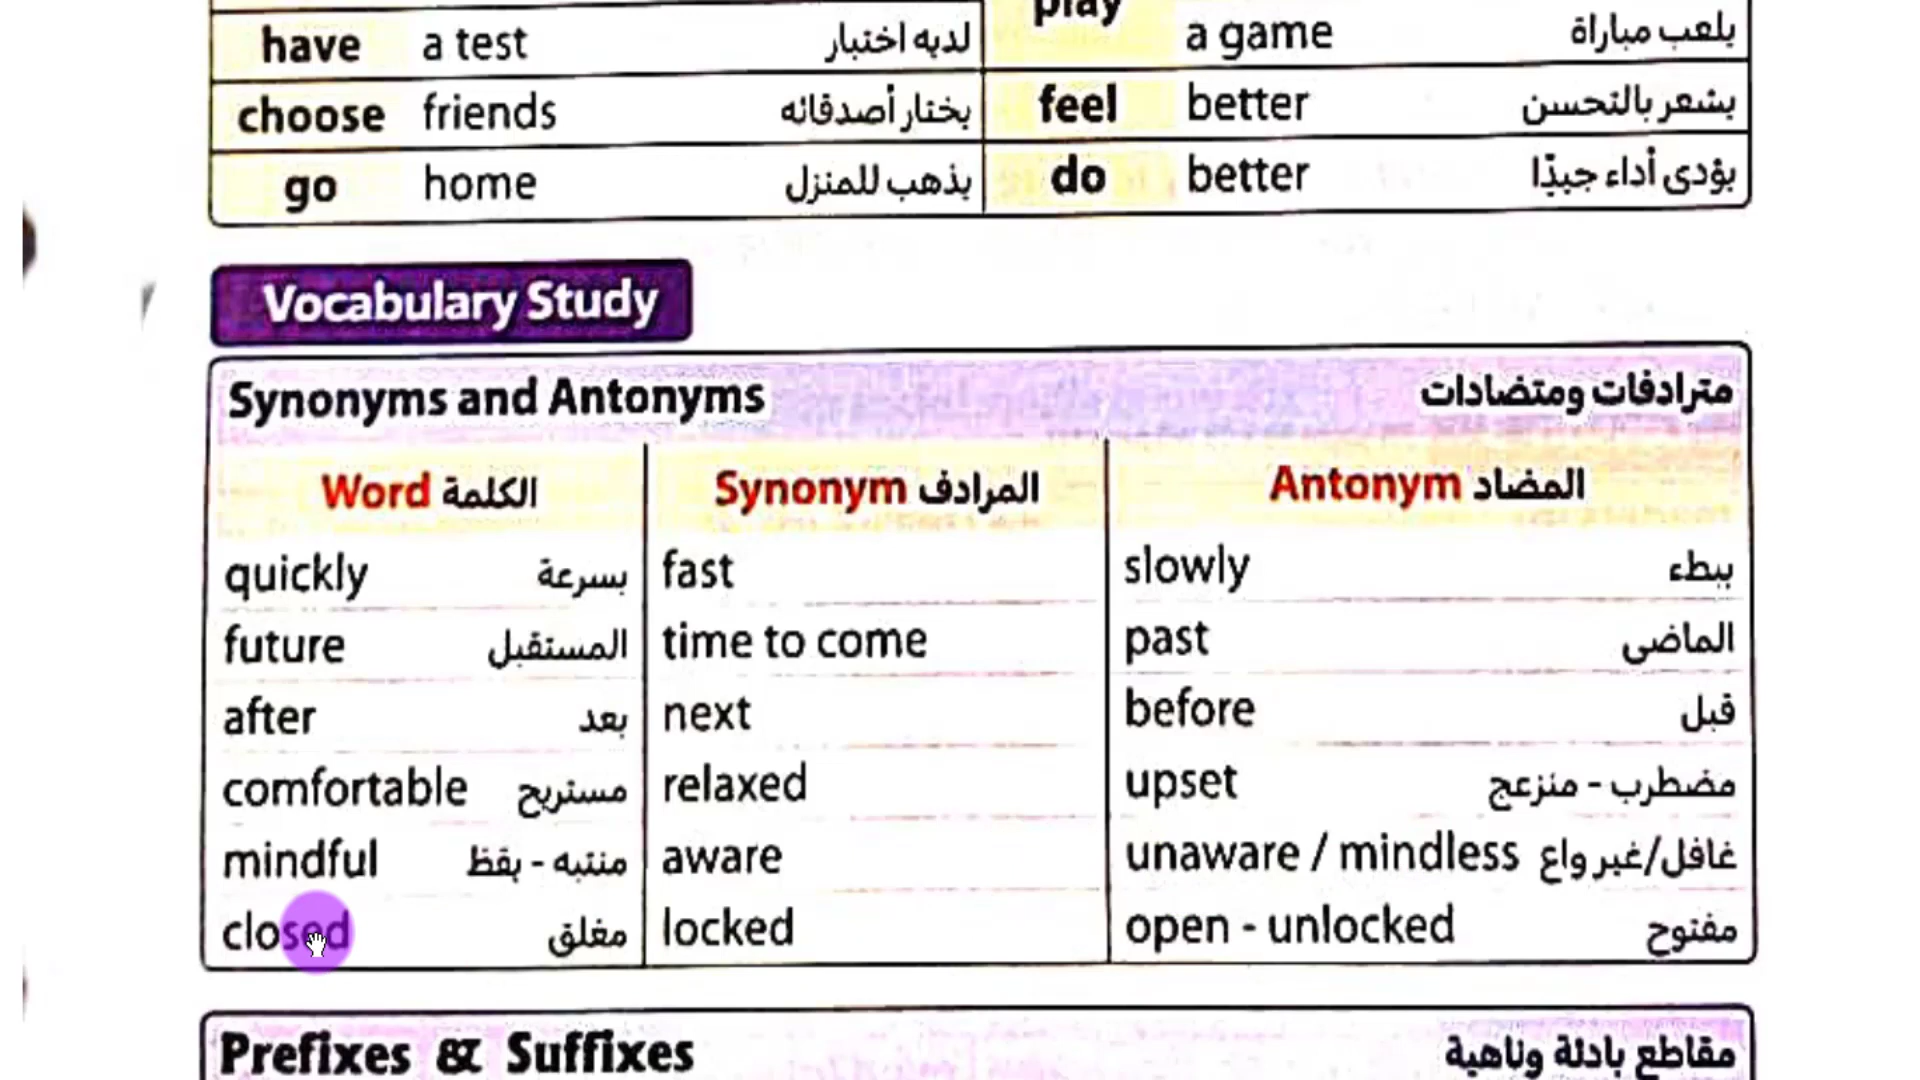 play
have a test لديه اختبار
a game يلعب مباراة
choose friends يختار أصدقائه
feel better يشعر بالتحسن
go home يذهب للمنزل
do better يؤدى أداء جيدًا
Vocabulary Study
Synonyms and Antonyms مترادفات ومتضادات
Word الكلمة Synonym المرادف Antonym المضاد
quickly بسرعة fast slowly ببطء
future المستقبل time to come past الماضى
after بعد next before قبل
comfortable مستريح relaxed upset مضطرب - منزعج
mindful منتبه - يقظ aware unaware / mindless غافل/غير واع
closed مغلق locked open - unlocked مفتوح
Prefixes & Suffixes مقاطع بادئة وناهية